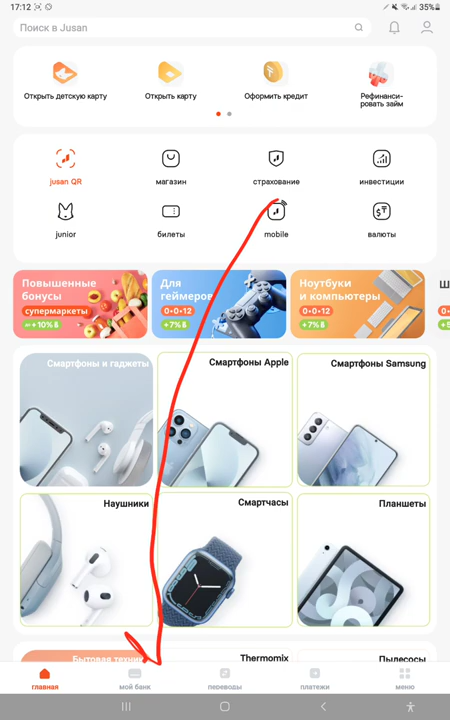 17:12
35%
Поиск в Jusan
Открыть детскую карту
Открыть карту
Оформить кредит
Рефинанси-
ровать займ
jusan QR
магазин
страхование
инвестиции
junior
билеты
mobile
валюты
Повышенные
бонусы
супермаркеты
+10% Б
Для
геймеров
0•0•12
+7% Б
Ноутбуки
и компьютеры
0•0•12
+7% Б
Смартфоны и гаджеты
Смартфоны Apple
Смартфоны Samsung
Наушники
Смартчасы
Планшеты
Бытовая техника
Thermomix
Пылесосы
главная
мой банк
переводы
платежи
меню